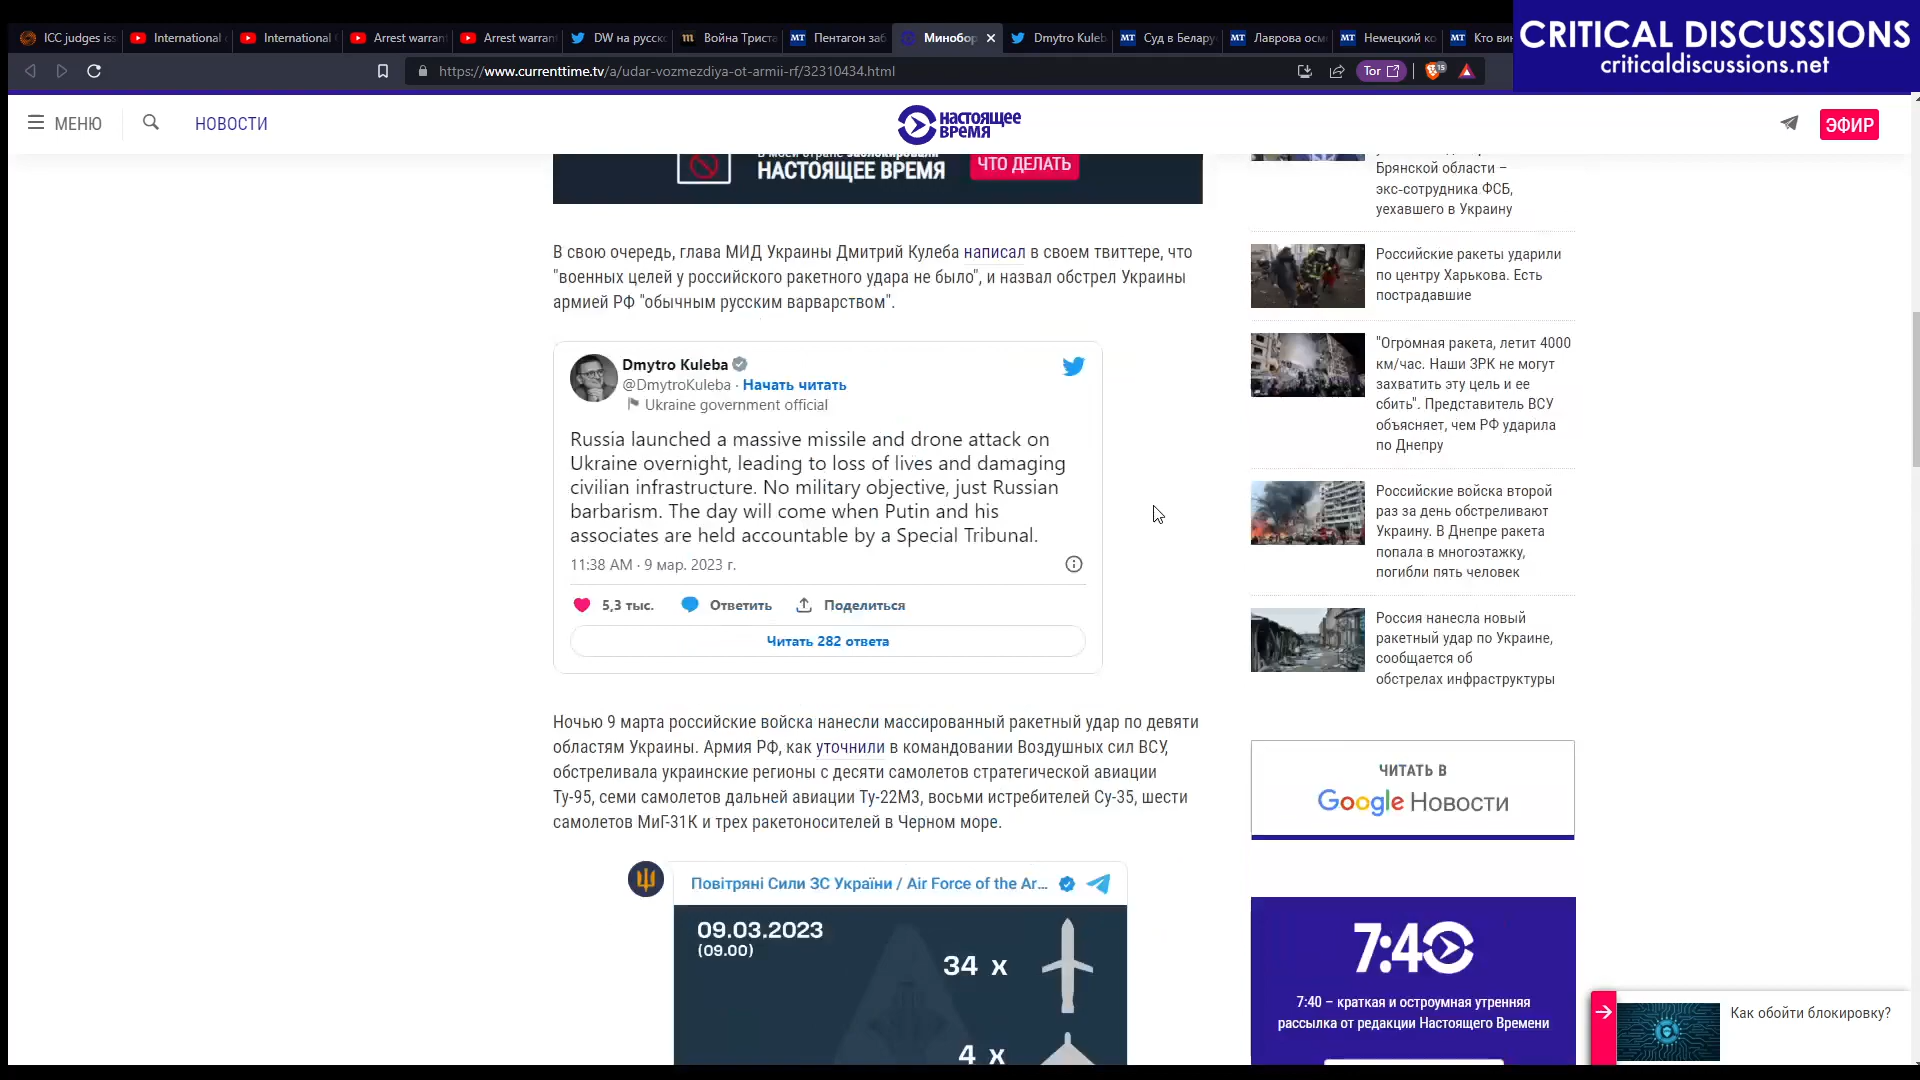 ICC judges iss
International
International
Arrest warran
Arrest warran
DW на русск
Война Триста
Пентагон заб
Минобор
Dmytro Kuleb
Суд в Белару
Лаврова осм
Немецкий ко
Кто вин
CRITICAL DISCUSSIONS
criticaldiscussions.net
https://www.currenttime.tv/a/udar-vozmezdiya-ot-armii-rf/32310434.html
Tor
15
МЕНЮ
НОВОСТИ
НАСТОЯЩЕЕ
ВРЕМЯ
ЭФИР
НАСТОЯЩЕЕ ВРЕМЯ
ЧТО ДЕЛАТЬ
В свою очередь, глава МИД Украины Дмитрий Кулеба написал в своем твиттере, что
"военных целей у российского ракетного удара не было", и назвал обстрел Украины
армией РФ "обычным русским варварством".
Dmytro Kuleba
@DmytroKuleba · Начать читать
Ukraine government official
Russia launched a massive missile and drone attack on
Ukraine overnight, leading to loss of lives and damaging
civilian infrastructure. No military objective, just Russian
barbarism. The day will come when Putin and his
associates are held accountable by a Special Tribunal.
11:38 AM · 9 мар. 2023 г.
5,3 тыс.
Ответить
Поделиться
Читать 282 ответа
Ночью 9 марта российские войска нанесли массированный ракетный удар по девяти
областям Украины. Армия РФ, как уточнили в командовании Воздушных сил ВСУ,
обстреливала украинские регионы с десяти самолетов стратегической авиации
Ту-95, семи самолетов дальней авиации Ту-22М3, восьми истребителей Су-35, шести
самолетов МиГ-31К и трех ракетоносителей в Черном море.
Повітряні Сили ЗС України / Air Force of the Ar...
09.03.2023
(09.00)
34 x
4 x
Брянской области –
экс-сотрудника ФСБ,
уехавшего в Украину
Российские ракеты ударили
по центру Харькова. Есть
пострадавшие
"Огромная ракета, летит 4000
км/час. Наши ЗРК не могут
захватить эту цель и ее
сбить". Представитель ВСУ
объясняет, чем РФ ударила
по Днепру
Российские войска второй
раз за день обстреливают
Украину. В Днепре ракета
попала в многоэтажку,
погибли пять человек
Россия нанесла новый
ракетный удар по Украине,
сообщается об
обстрелах инфраструктуры
ЧИТАТЬ В
Google Новости
7:40
7:40 – краткая и остроумная утренняя
рассылка от редакции Настоящего Времени
Как обойти блокировку?